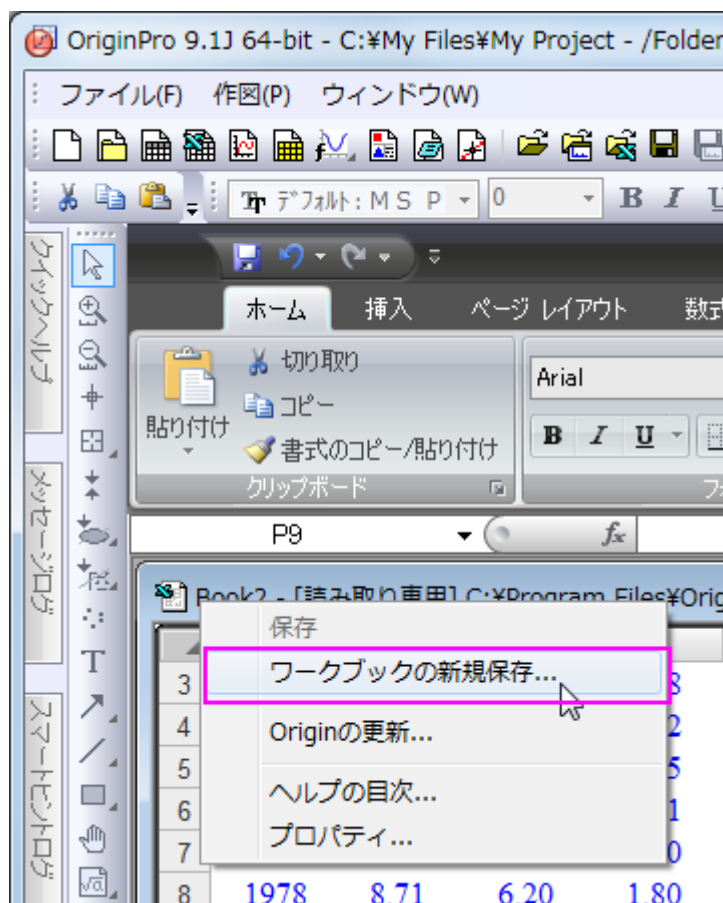 OriginPro 9.1J 64-bit - C:¥My Files¥My Project - /Folder
ファイル(F) 作図(P) ウィンドウ(W)
デフォルト: M S P 0 B I U
クイックヘルプ
メッセージログ
スマートヒントログ
T
ホーム 挿入 ページ レイアウト 数式
貼り付け
切り取り
コピー
書式のコピー/貼り付け
クリップボード
Arial
B I U
P9 fx
Book2 - [読み取り専用] C:¥Program Files¥Orig
保存
ワークブックの新規保存...
Originの更新...
ヘルプの目次...
プロパティ...
3 8
4 2
5 5
6 1
7 0
8 1978 8.71 6.20 1.80